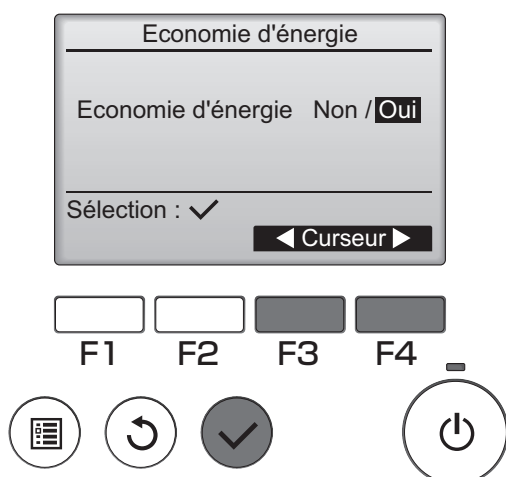 Economie d'énergie
Economie d'énergie Non / Oui
Sélection : ✓
◀ Curseur ▶
F1 F2 F3 F4